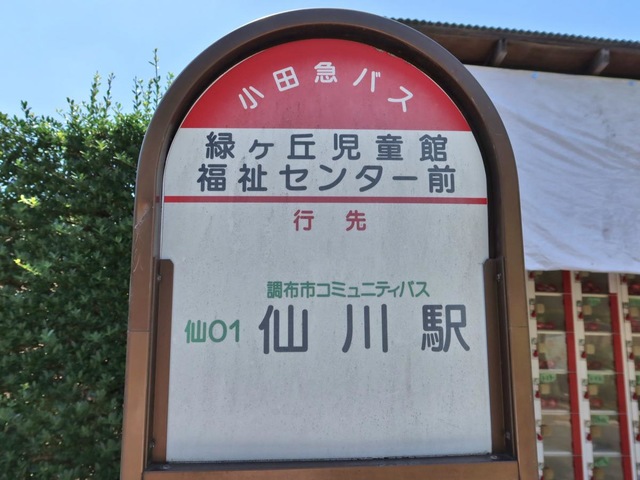 小田急バス
緑ヶ丘児童館
福祉センター前
行先
調布市コミュニティバス
仙01 仙川駅